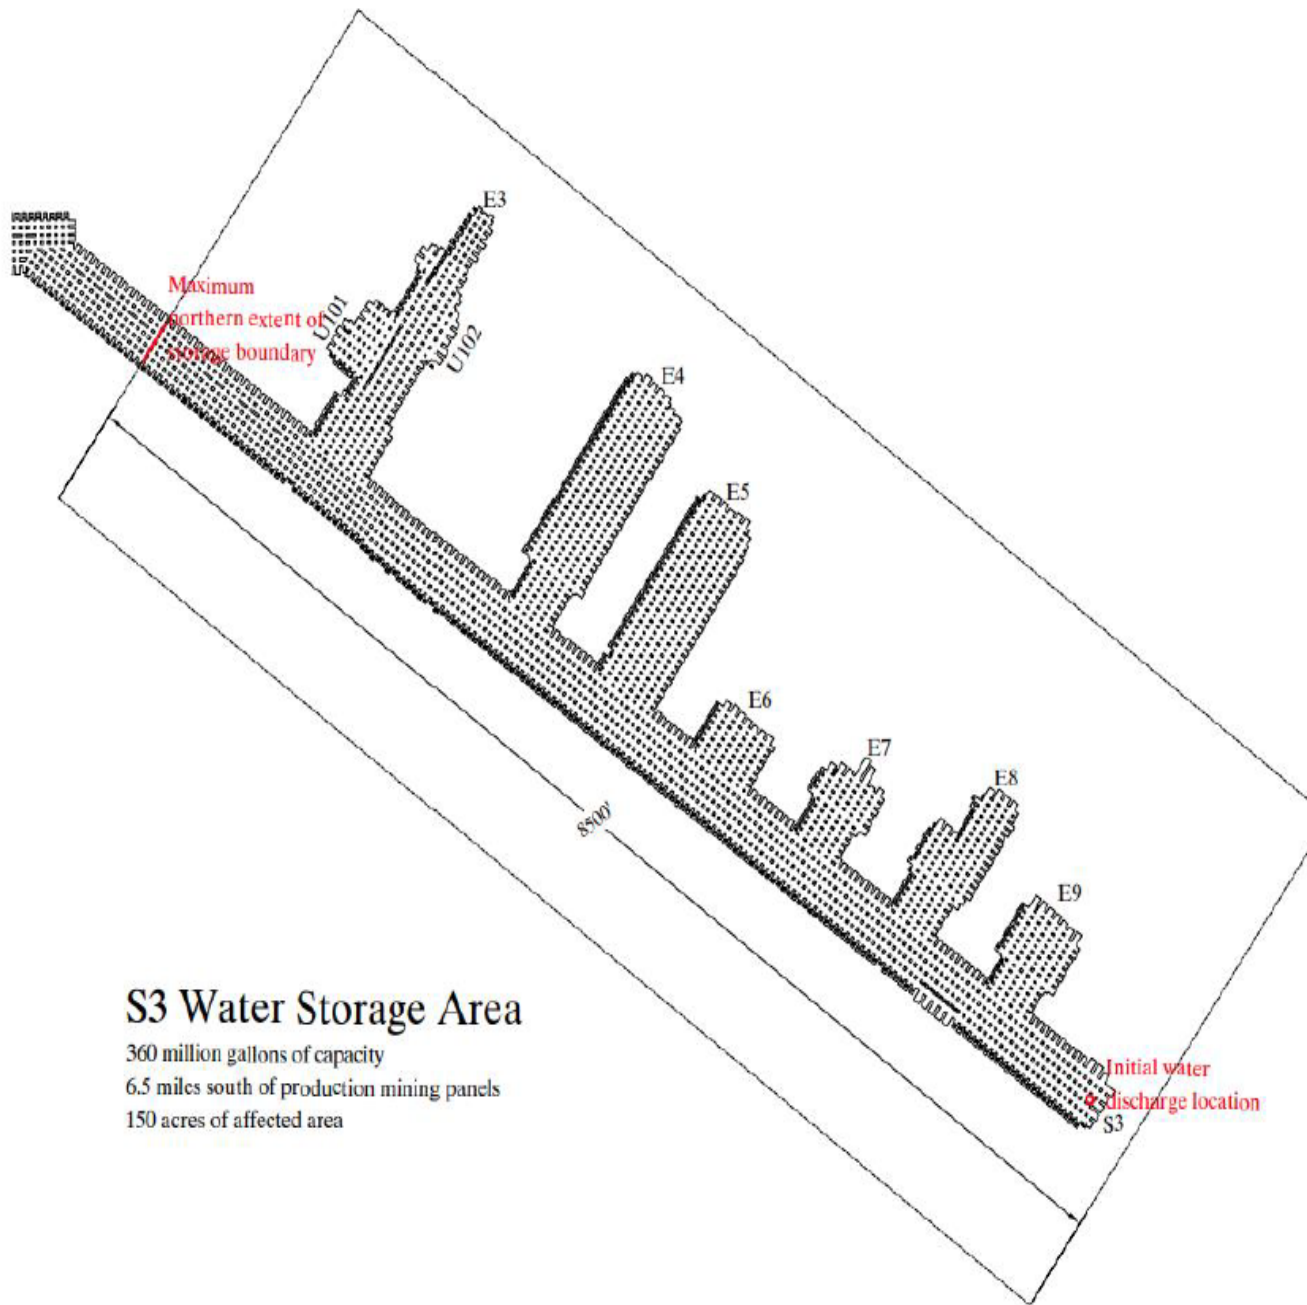 E3
Maximum
northern extent of
storage boundary
U101
U102
E4
E5
E6
E7
E8
8500'
E9
S3 Water Storage Area
360 million gallons of capacity
6.5 miles south of production mining panels
150 acres of affected area
Initial water
discharge location
S3